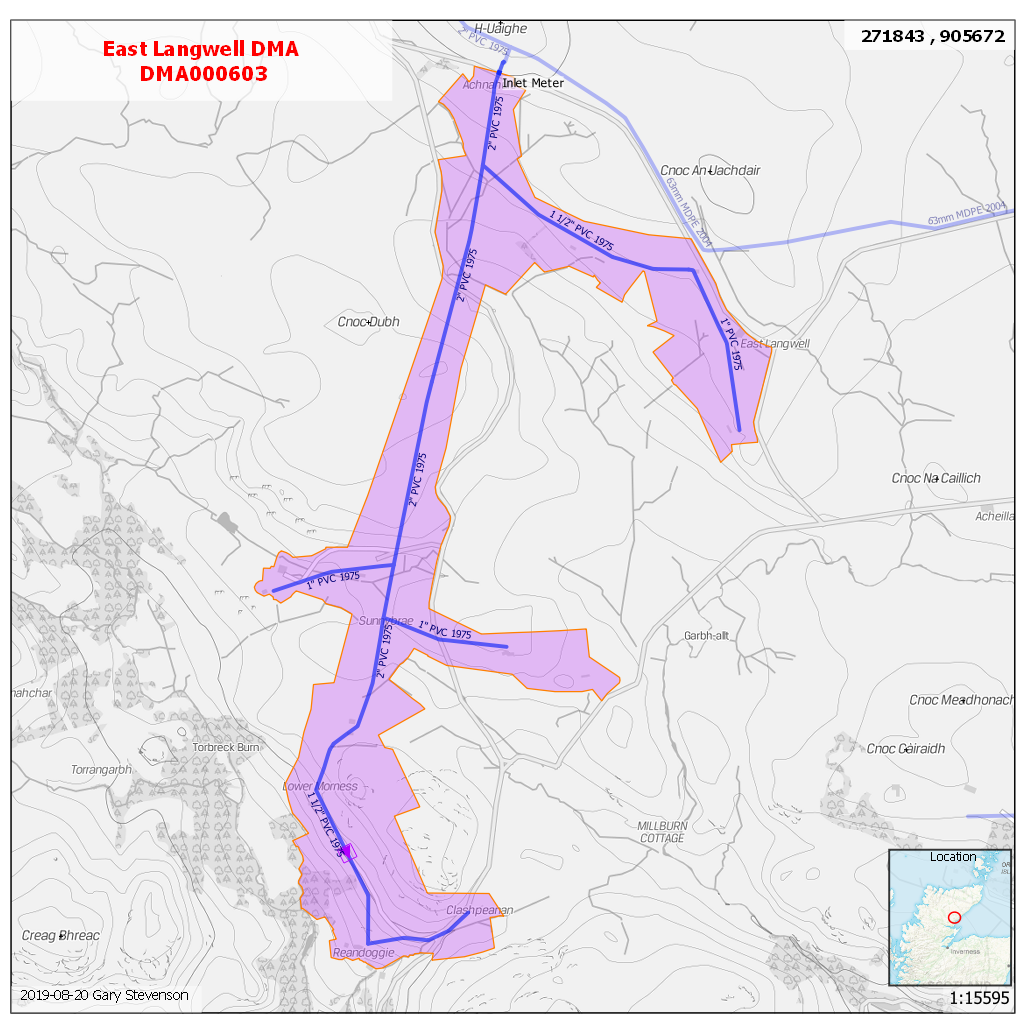 East Langwell DMA
DMA000603
271843 , 905672
H-Uaighe
2" PVC 1975
Inlet Meter
2" PVC 1975
Cnoc An Uachdair
63mm MDPE 2004
63mm MDPE 2004
1 1/2" PVC 1975
2" PVC 1975
Cnoc Dubh
1" PVC 1975
East Langwell
2" PVC 1975
Cnoc Na Caillich
Acheilla
1" PVC 1975
Sunnybrae
1" PVC 1975
2" PVC 1975
Garbh-allt
nahchar
Cnoc Meadhonach
Torbreck Burn
Cnoc Cairaidh
Torrangarbh
Lower Morness
1 1/2" PVC 1975
MILLBURN
COTTAGE
Location
Inverness
Clashpeanan
Creag Bhreac
Reandoggie
2019-08-20 Gary Stevenson
1:15595